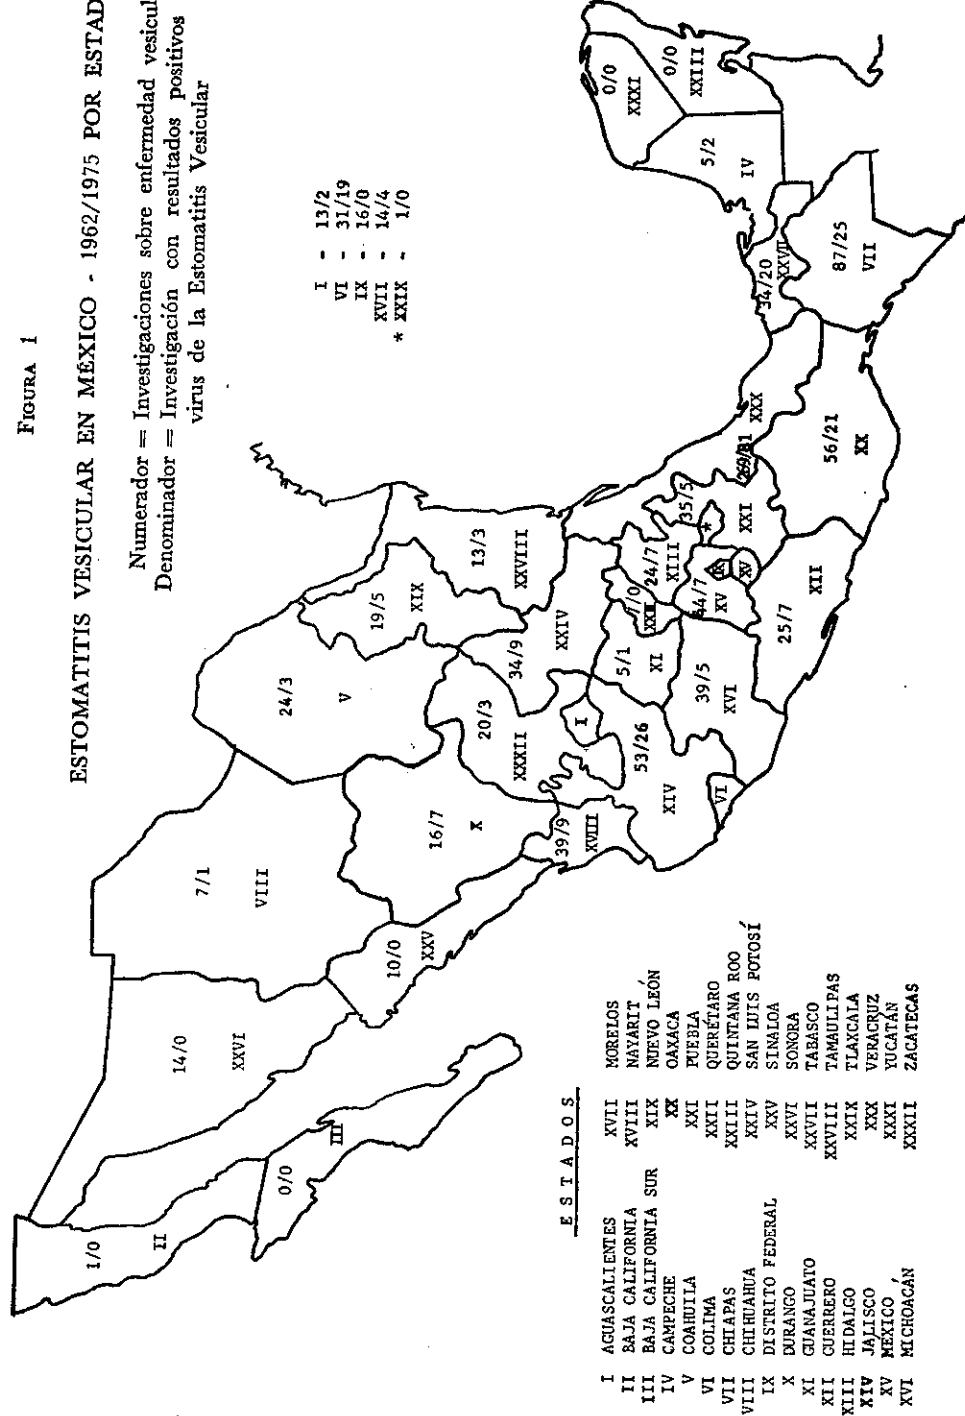 FIGURA 1
ESTOMATITIS VESICULAR EN MÉXICO - 1962/1975 POR ESTAD
Numerador = Investigaciones sobre enfermedad vesicul
Denominador = Investigación con resultados positivos
virus de la Estomatitis Vesicular
I - 13/2
VI - 31/19
IX - 16/0
XVII - 14/4
* XXIX - 1/0
1/0
II
0/0
III
14/0
XXVI
7/1
VIII
24/3
V
19/5
XIX
13/3
XXVIII
10/0
XXV
16/7
X
20/3
XXXII
34/9
XXIV
39/9
XVIII
I
53/26
XIV
VI
5/1
XI
7/0
XXII
24/7
XIII
39/5
XVI
XV
IX
35/5
*
XXI
25/7
XII
XXX
56/21
XX
34/20
XXVII
87/25
VII
5/2
IV
0/0
XXXI
0/0
XXIII
E S T A D O S
I AGUASCALIENTES
II BAJA CALIFORNIA
III BAJA CALIFORNIA SUR
IV CAMPECHE
V COAHUILA
VI COLIMA
VII CHIAPAS
VIII CHIHUAHUA
IX DISTRITO FEDERAL
X DURANGO
XI GUANAJUATO
XII GUERRERO
XIII HIDALGO
XIV JALISCO
XV MÉXICO
XVI MICHOACÁN
XVII MORELOS
XVIII NAYARIT
XIX NUEVO LEÓN
XX OAXACA
XXI PUEBLA
XXII QUERÉTARO
XXIII QUINTANA ROO
XXIV SAN LUIS POTOSÍ
XXV SINALOA
XXVI SONORA
XXVII TABASCO
XXVIII TAMAULIPAS
XXIX TLAXCALA
XXX VERACRUZ
XXXI YUCATÁN
XXXII ZACATECAS